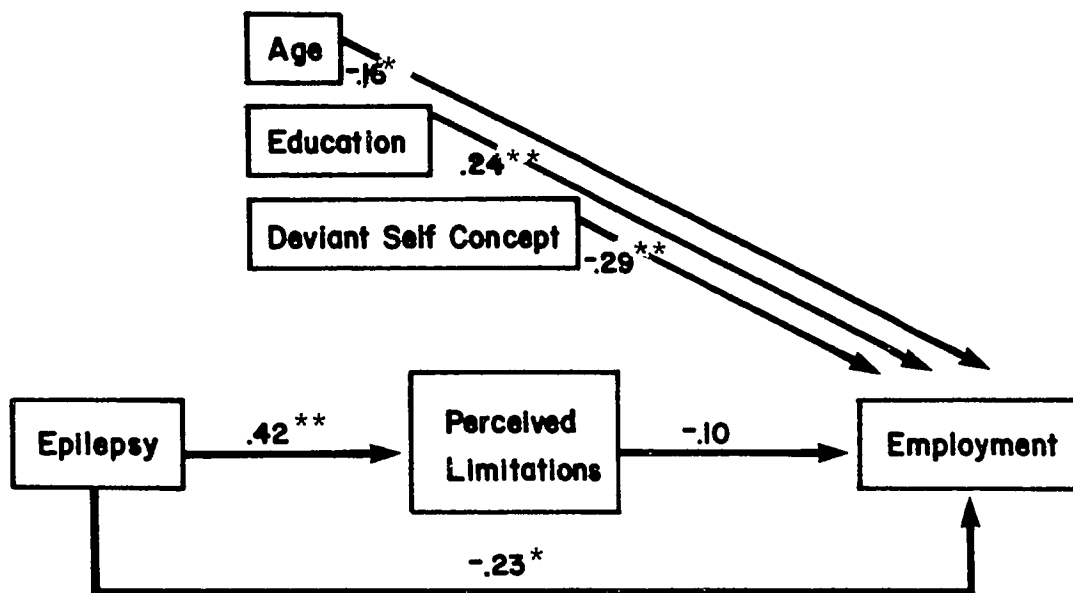 Age
-.16*
Education
.24**
Deviant Self Concept
-.29**
Epilepsy
.42**
Perceived
Limitations
-.10
Employment
-.23*